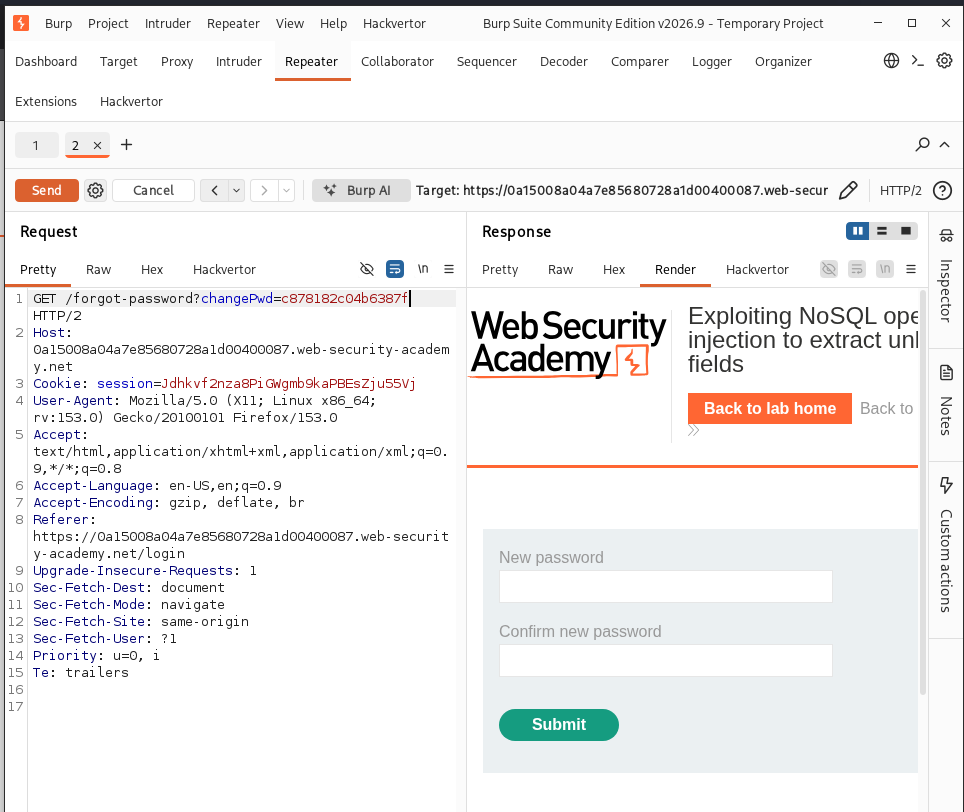 Burp Project Intruder Repeater View Help Hackvertor Burp Suite Community Edition v2026.9 - Temporary Project
Dashboard Target Proxy Intruder Repeater Collaborator Sequencer Decoder Comparer Logger Organizer
Extensions Hackvertor
1 2 × +
Send Cancel < > Burp AI Target: https://0a15008a04a7e85680728a1d00400087.web-secur HTTP/2 ?
Request
Pretty Raw Hex Hackvertor \n
1 GET /forgot-password?changePwd=c878182c04b6387f
HTTP/2
2 Host:
0a15008a04a7e85680728a1d00400087.web-security-academ
y.net
3 Cookie: session=Jdhkvf2nza8PiGWgmb9kaPBEsZju55Vj
4 User-Agent: Mozilla/5.0 (X11; Linux x86_64;
rv:153.0) Gecko/20100101 Firefox/153.0
5 Accept:
text/html,application/xhtml+xml,application/xml;q=0.
9,*/*;q=0.8
6 Accept-Language: en-US,en;q=0.9
7 Accept-Encoding: gzip, deflate, br
8 Referer:
https://0a15008a04a7e85680728a1d00400087.web-securit
y-academy.net/login
9 Upgrade-Insecure-Requests: 1
10 Sec-Fetch-Dest: document
11 Sec-Fetch-Mode: navigate
12 Sec-Fetch-Site: same-origin
13 Sec-Fetch-User: ?1
14 Priority: u=0, i
15 Te: trailers
16
17
Response
Pretty Raw Hex Render Hackvertor \n
Web Security
Academy
Exploiting NoSQL ope
injection to extract unl
fields
Back to lab home Back to
New password
Confirm new password
Submit
Inspector
Notes
Custom actions